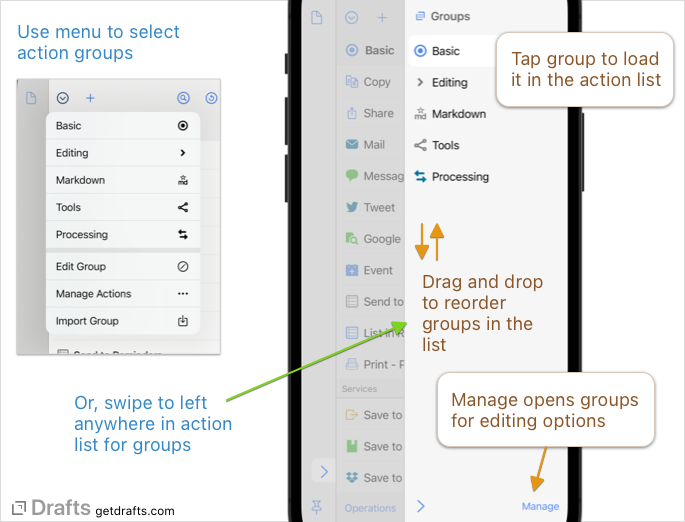 Use menu to select
action groups
Basic
Editing
Markdown
Tools
Processing
Edit Group
Manage Actions
Import Group
Send to Reminders
Or, swipe to left
anywhere in action
list for groups
Basic
Copy
Share
Mail
Messag
Tweet
Google
Event
Send to
List in R
Print - P
Services
Save to
Save to
Save to
Operations
Groups
Basic
Editing
Markdown
Tools
Processing
Tap group to load
it in the action list
Drag and drop
to reorder
groups in the
list
Manage opens groups
for editing options
Manage
Drafts getdrafts.com